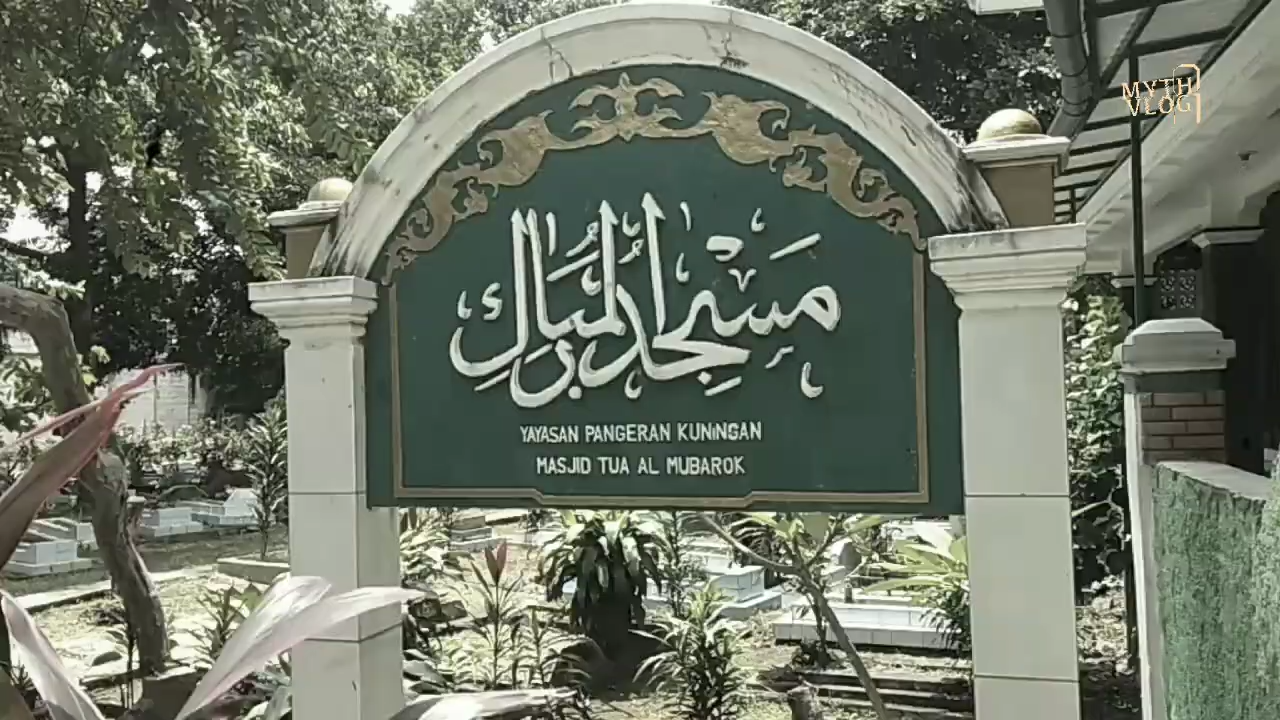 MYTH
VLOG
مسجد المبارك
YAYASAN PANGERAN KUNINGAN
MASJID TUA AL MUBAROK